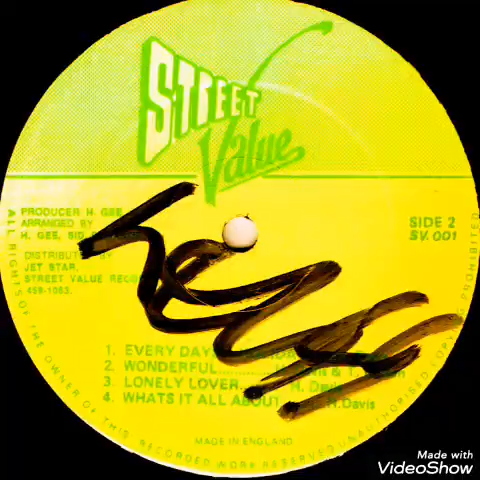 STREET
Value
PRODUCER H. GEE
ARRANGED BY
H. GEE, SID
SIDE 2
SV. 001
DISTRIBUTED BY
JET STAR,
STREET VALUE RECO
1. EVERY DAY
2. WONDERFUL.......... & T.
3. LONELY LOVER.......... H. Davis
4. WHATS IT ALL ABOUT H. Davis
MADE IN ENGLAND
ALL RIGHTS OF THE OWNER OF THIS RECORDED WORK RESERVED UNAUTHORISED PROHIBITED
Made with
VideoShow